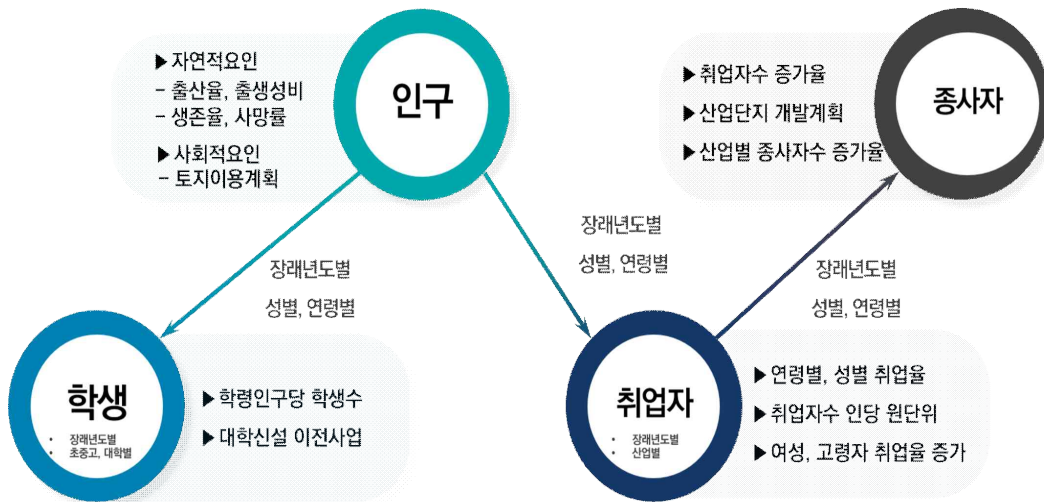 ▶ 자연적요인
- 출산율, 출생성비
- 생존율, 사망률
▶ 사회적요인
- 토지이용계획
인구
▶ 취업자수 증가율
▶ 산업단지 개발계획
▶ 산업별 종사자수 증가율
종사자
장래년도별
성별, 연령별
장래년도별
성별, 연령별
장래년도별
성별, 연령별
학생
• 장래년도별
• 초중고, 대학별
▶ 학령인구당 학생수
▶ 대학신설 이전사업
취업자
• 장래년도별
• 산업별
▶ 연령별, 성별 취업율
▶ 취업자수 인당 원단위
▶ 여성, 고령자 취업율 증가